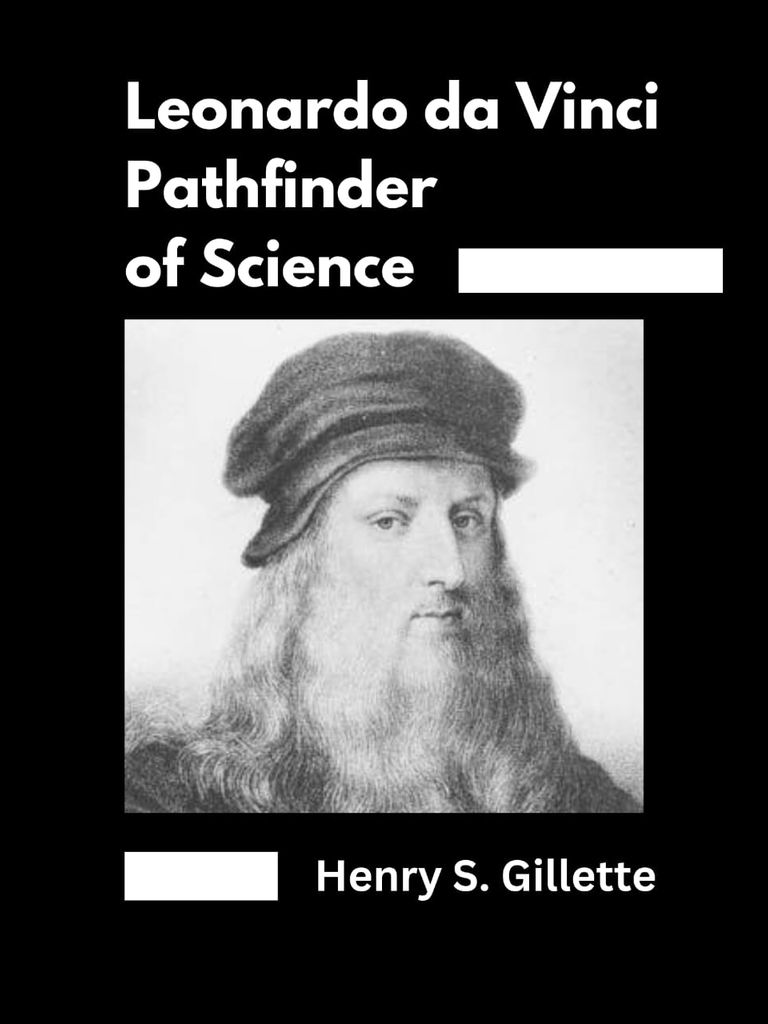 Leonardo da Vinci
Pathfinder
of Science
Henry S. Gillette